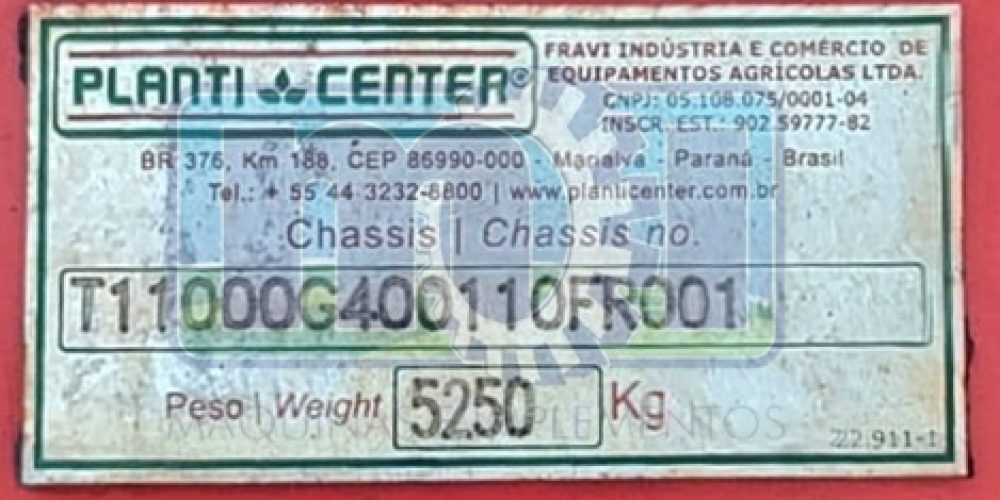 PLANTI CENTER®
FRAVI INDÚSTRIA E COMÉRCIO DE
EQUIPAMENTOS AGRÍCOLAS LTDA.
CNPJ: 05.108.075/0001-04
INSCR. EST.: 902.59777-82
BR 376, Km 188, CEP 86990-000 - Marialva - Paraná - Brasil
Tel.: + 55 44 3232-8800 | www.planticenter.com.br
Chassis | Chassis no.
T11000G400110FR001
Peso | Weight 5250 Kg
22.911-1